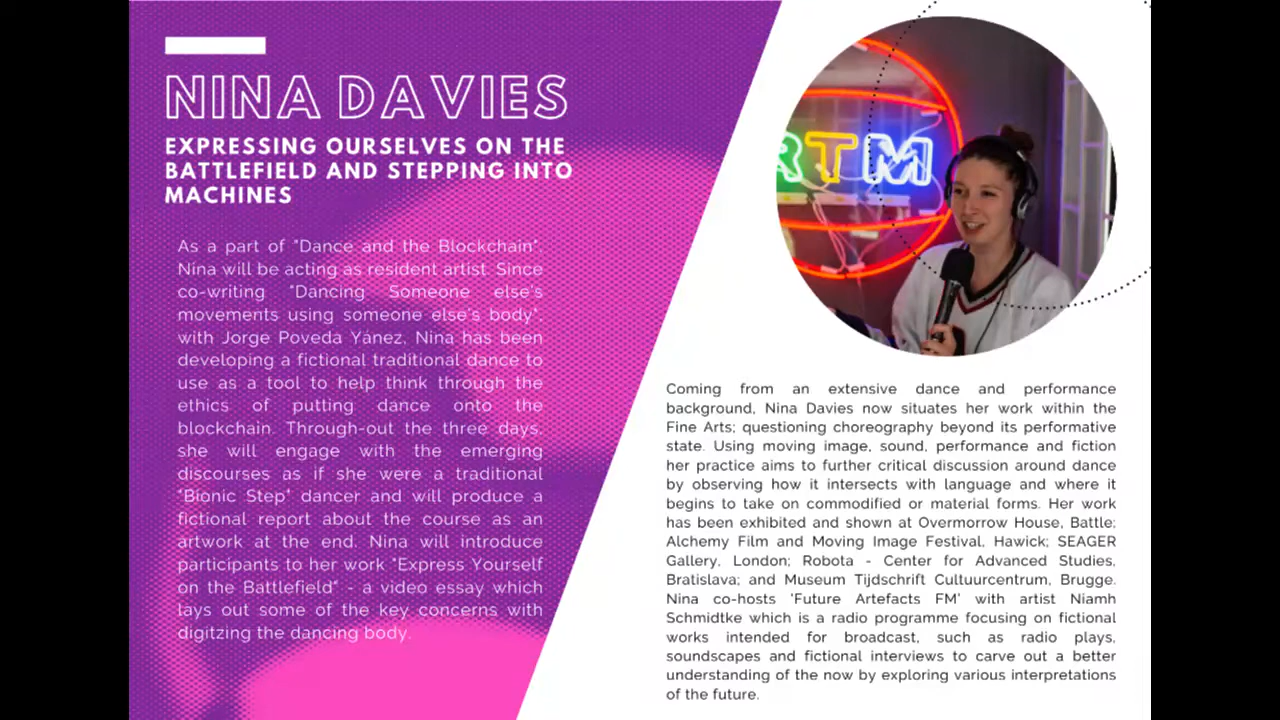 NINA DAVIES
EXPRESSING OURSELVES ON THE
BATTLEFIELD AND STEPPING INTO
MACHINES
As a part of "Dance and the Blockchain",
Nina will be acting as resident artist. Since
co-writing "Dancing Someone else's
movements using someone else's body",
with Jorge Poveda Yánez, Nina has been
developing a fictional traditional dance to
use as a tool to help think through the
ethics of putting dance onto the
blockchain. Through-out the three days,
she will engage with the emerging
discourses as if she were a traditional
"Bionic Step" dancer and will produce a
fictional report about the course as an
artwork at the end. Nina will introduce
participants to her work "Express Yourself
on the Battlefield" - a video essay which
lays out some of the key concerns with
digitzing the dancing body.
RTM
Coming from an extensive dance and performance
background, Nina Davies now situates her work within the
Fine Arts; questioning choreography beyond its performative
state. Using moving image, sound, performance and fiction
her practice aims to further critical discussion around dance
by observing how it intersects with language and where it
begins to take on commodified or material forms. Her work
has been exhibited and shown at Overmorrow House, Battle;
Alchemy Film and Moving Image Festival, Hawick; SEAGER
Gallery, London; Robota - Center for Advanced Studies,
Bratislava; and Museum Tijdschrift Cultuurcentrum, Brugge.
Nina co-hosts 'Future Artefacts FM' with artist Niamh
Schmidtke which is a radio programme focusing on fictional
works intended for broadcast, such as radio plays,
soundscapes and fictional interviews to carve out a better
understanding of the now by exploring various interpretations
of the future.